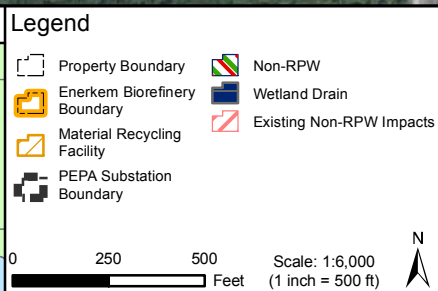 Legend
Property Boundary
Enerkem Biorefinery
Boundary
Material Recycling
Facility
PEPA Substation
Boundary
Non-RPW
Wetland Drain
Existing Non-RPW Impacts
0 250 500
Feet
Scale: 1:6,000
(1 inch = 500 ft)
N